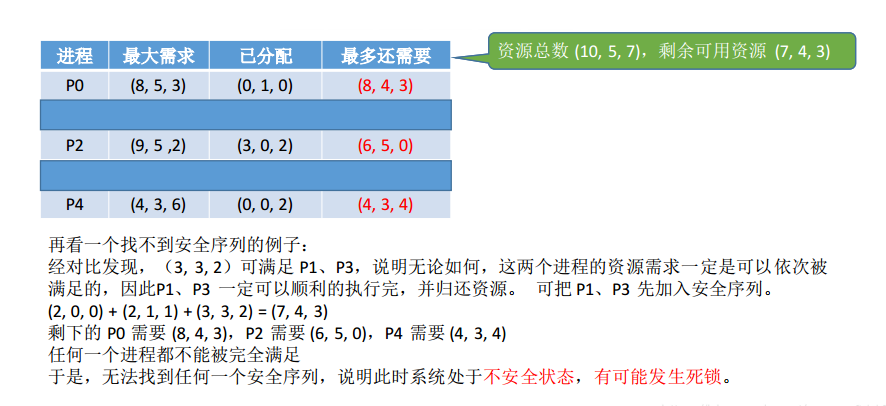 资源总数 (10, 5, 7)，剩余可用资源 (7, 4, 3)
进程 最大需求 已分配 最多还需要
P0 (8, 5, 3) (0, 1, 0) (8, 4, 3)
P2 (9, 5 ,2) (3, 0, 2) (6, 5, 0)
P4 (4, 3, 6) (0, 0, 2) (4, 3, 4)
再看一个找不到安全序列的例子：
经对比发现，（3, 3, 2）可满足 P1、P3，说明无论如何，这两个进程的资源需求一定是可以依次被
满足的，因此P1、P3 一定可以顺利的执行完，并归还资源。 可把 P1、P3 先加入安全序列。
(2, 0, 0) + (2, 1, 1) + (3, 3, 2) = (7, 4, 3)
剩下的 P0 需要 (8, 4, 3)，P2 需要 (6, 5, 0)，P4 需要 (4, 3, 4)
任何一个进程都不能被完全满足
于是，无法找到任何一个安全序列，说明此时系统处于不安全状态，有可能发生死锁。